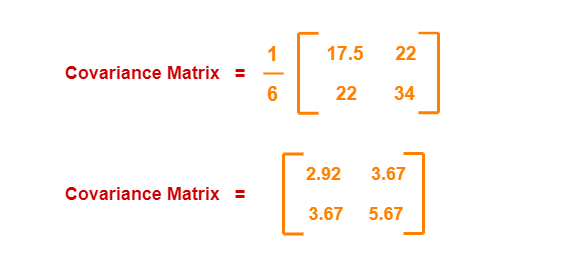 Covariance Matrix = 1/6 [ 17.5 22
22 34 ]
Covariance Matrix = [ 2.92 3.67
3.67 5.67 ]